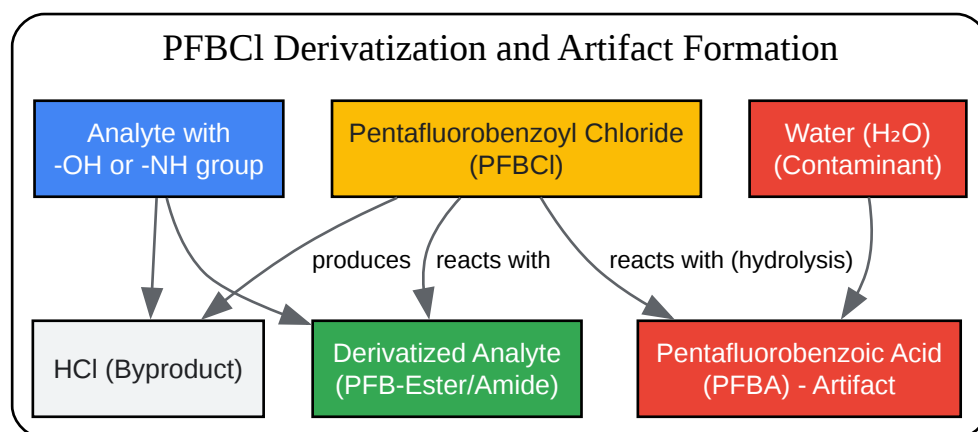 PFBCl Derivatization and Artifact Formation
Analyte with
-OH or -NH group
Pentafluorobenzoyl Chloride
(PFBCl)
Water (H₂O)
(Contaminant)
produces
reacts with
reacts with (hydrolysis)
HCl (Byproduct)
Derivatized Analyte
(PFB-Ester/Amide)
Pentafluorobenzoic Acid
(PFBA) - Artifact